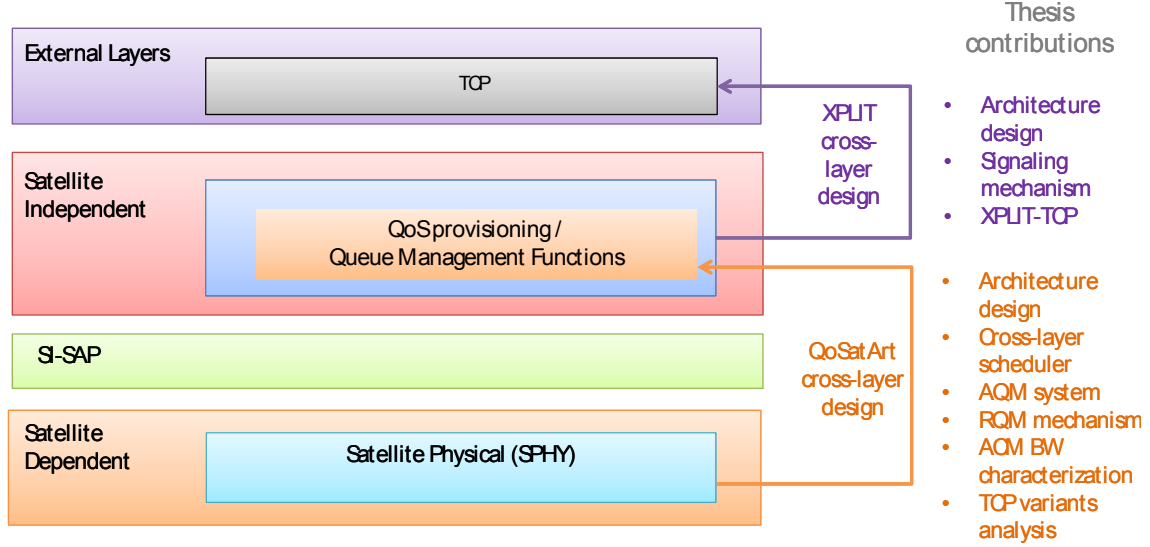 Thesis
contributions
External Layers
TCP
XPLIT
cross-
layer
design
• Architecture
design
• Signaling
mechanism
• XPLIT-TCP
Satellite
Independent
QoS provisioning /
Queue Management Functions
SI-SAP
QoSatArt
cross-layer
design
• Architecture
design
• Cross-layer
scheduler
• AQM system
• RQM mechanism
• ACM BW
characterization
• TCP variants
analysis
Satellite
Dependent
Satellite Physical (SPHY)